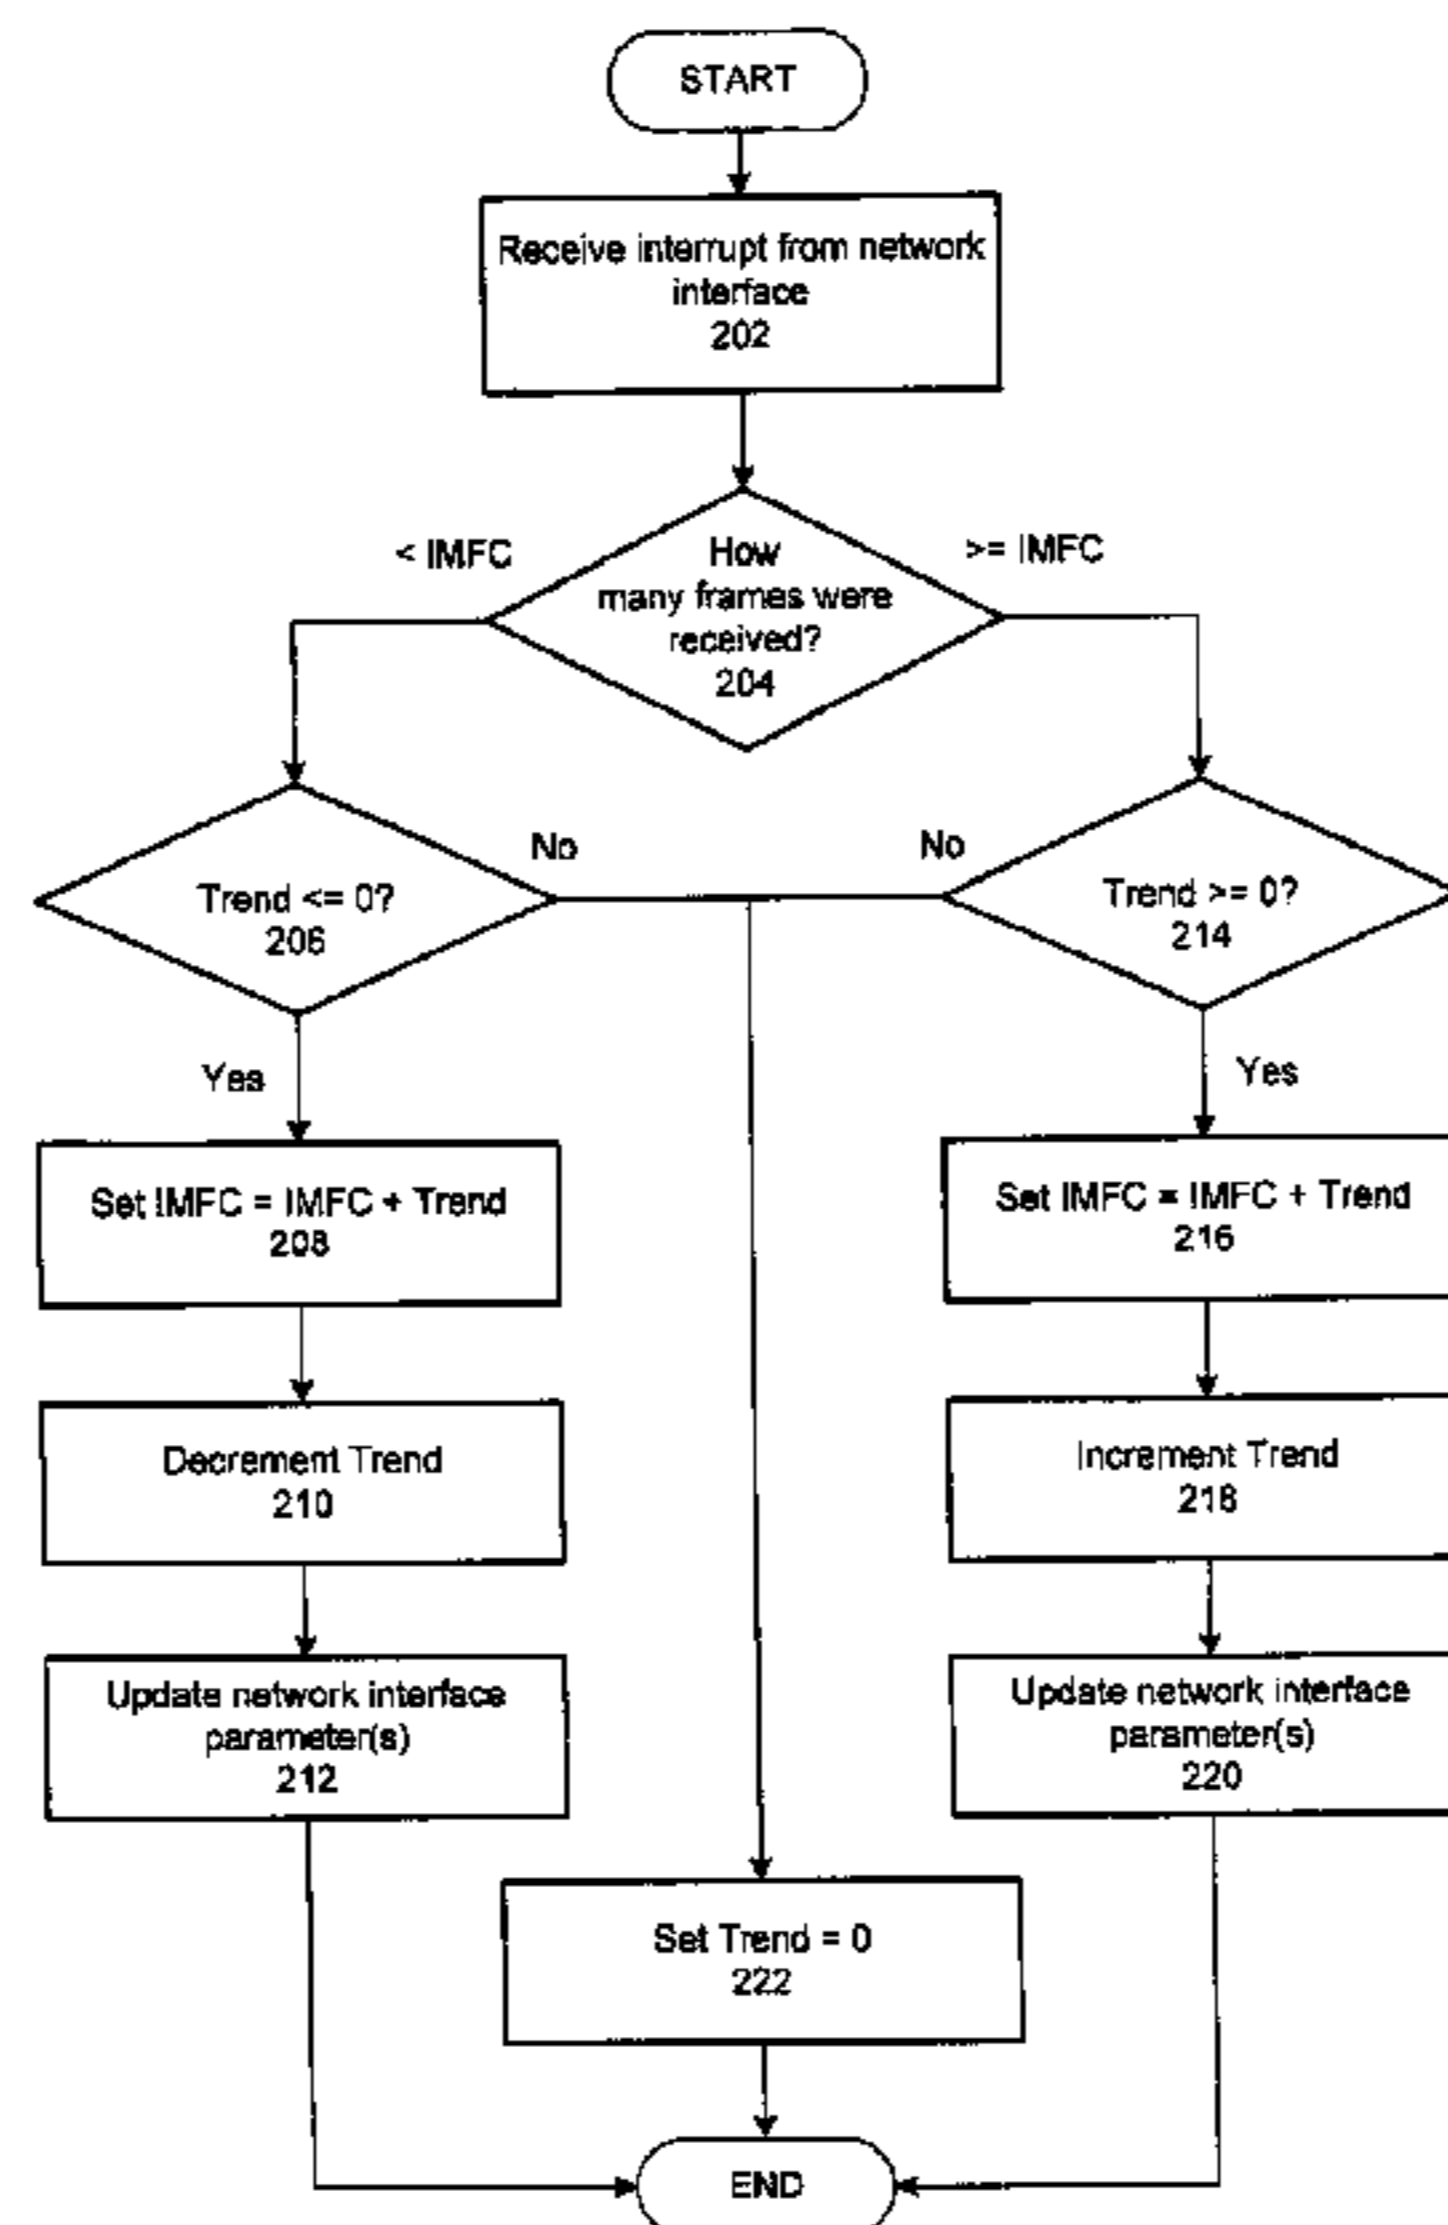 START
Receive interrupt from network
interface
202
< IMFC
How
many frames were
received?
204
>= IMFC
Trend <= 0?
206
No
No
Trend >= 0?
214
Yes
Yes
Set IMFC = IMFC + Trend
208
Set IMFC = IMFC + Trend
216
Decrement Trend
210
Increment Trend
218
Update network interface
parameter(s)
212
Update network interface
parameter(s)
220
Set Trend = 0
222
END